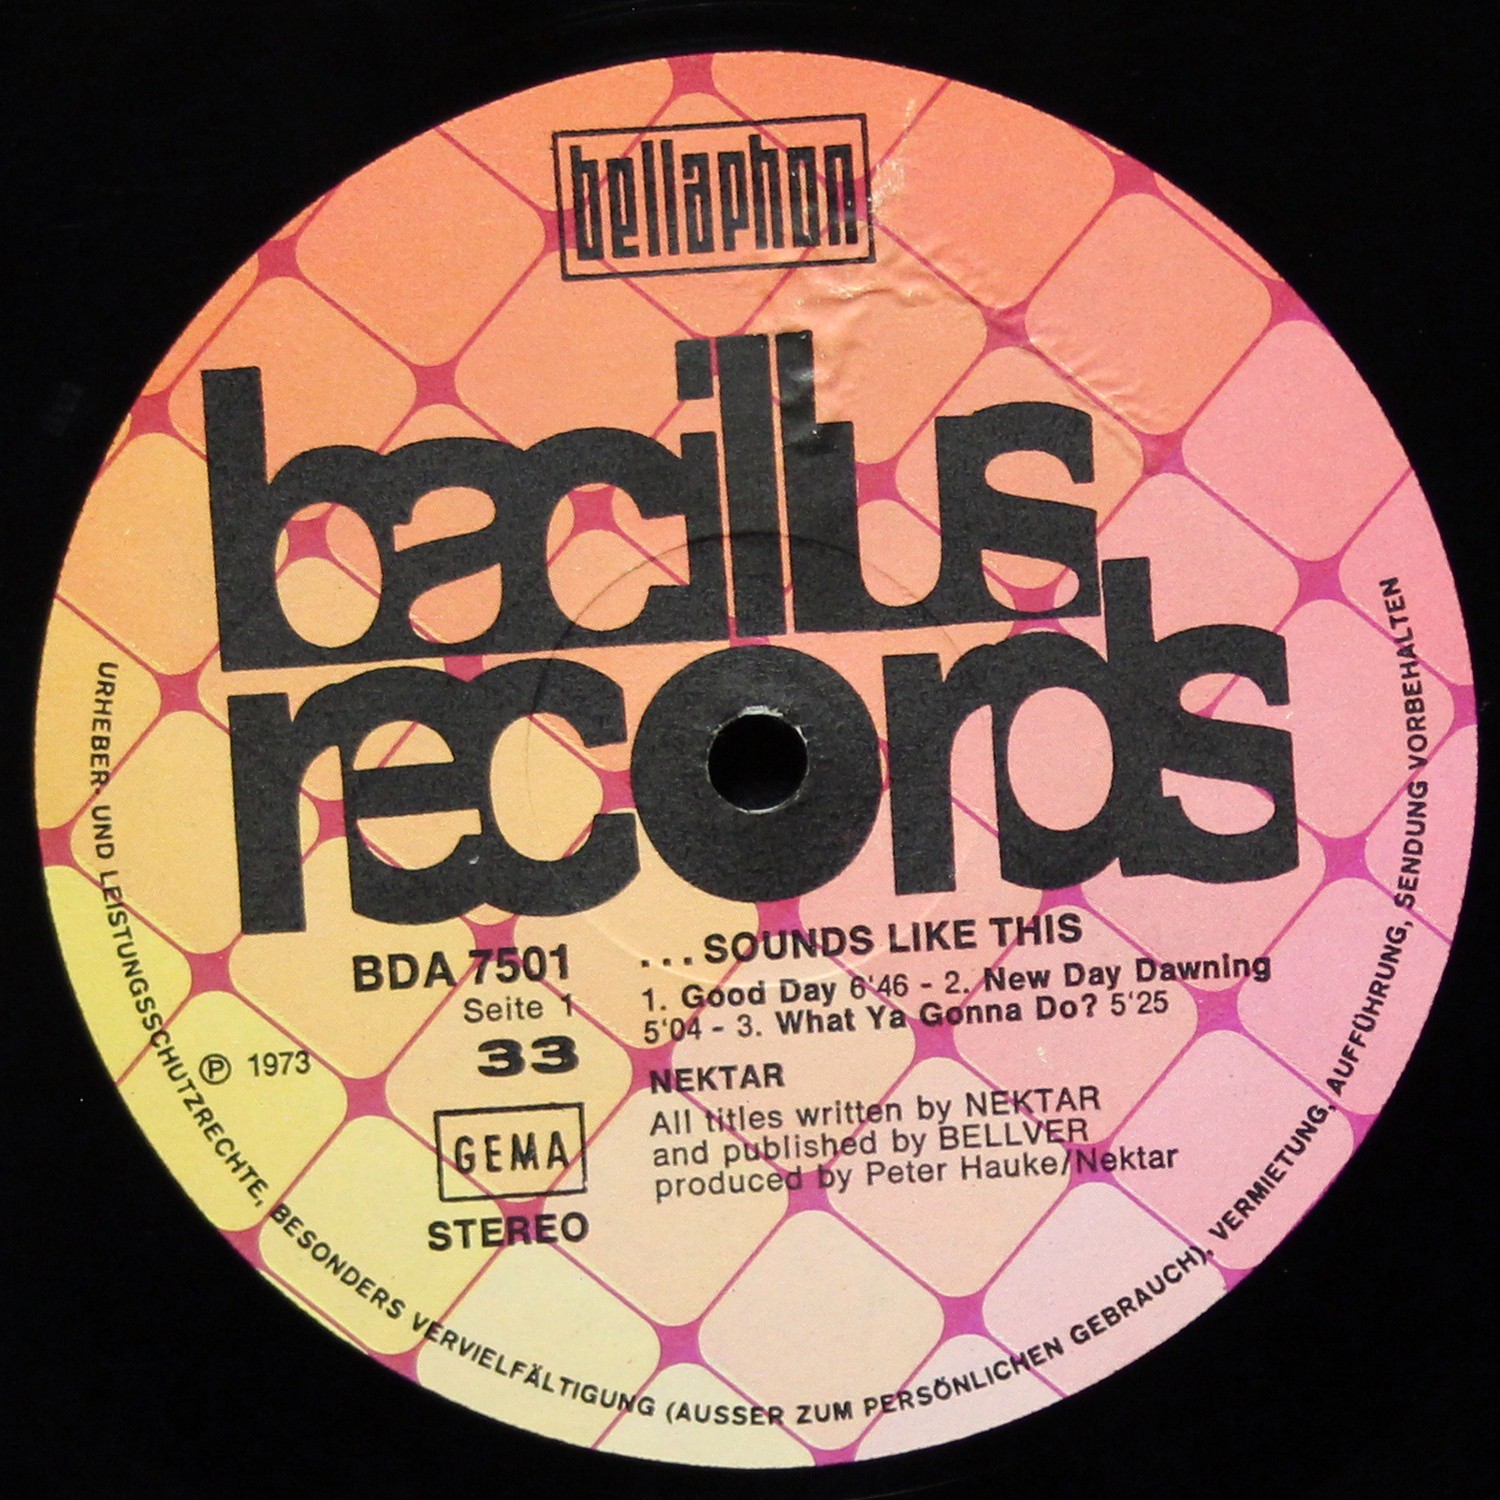 bellaphon
bacillus
records
BDA 7501
Seite 1
33
℗ 1973
GEMA
STEREO
...SOUNDS LIKE THIS
1. Good Day 6'46 - 2. New Day Dawning
5'04 - 3. What Ya Gonna Do? 5'25
NEKTAR
All titles written by NEKTAR
and published by BELLVER
produced by Peter Hauke/Nektar
URHEBER- UND LEISTUNGSSCHUTZRECHTE, BESONDERS VERVIELFÄLTIGUNG (AUSSER ZUM PERSÖNLICHEN GEBRAUCH), VERMIETUNG, AUFFÜHRUNG, SENDUNG VORBEHALTEN